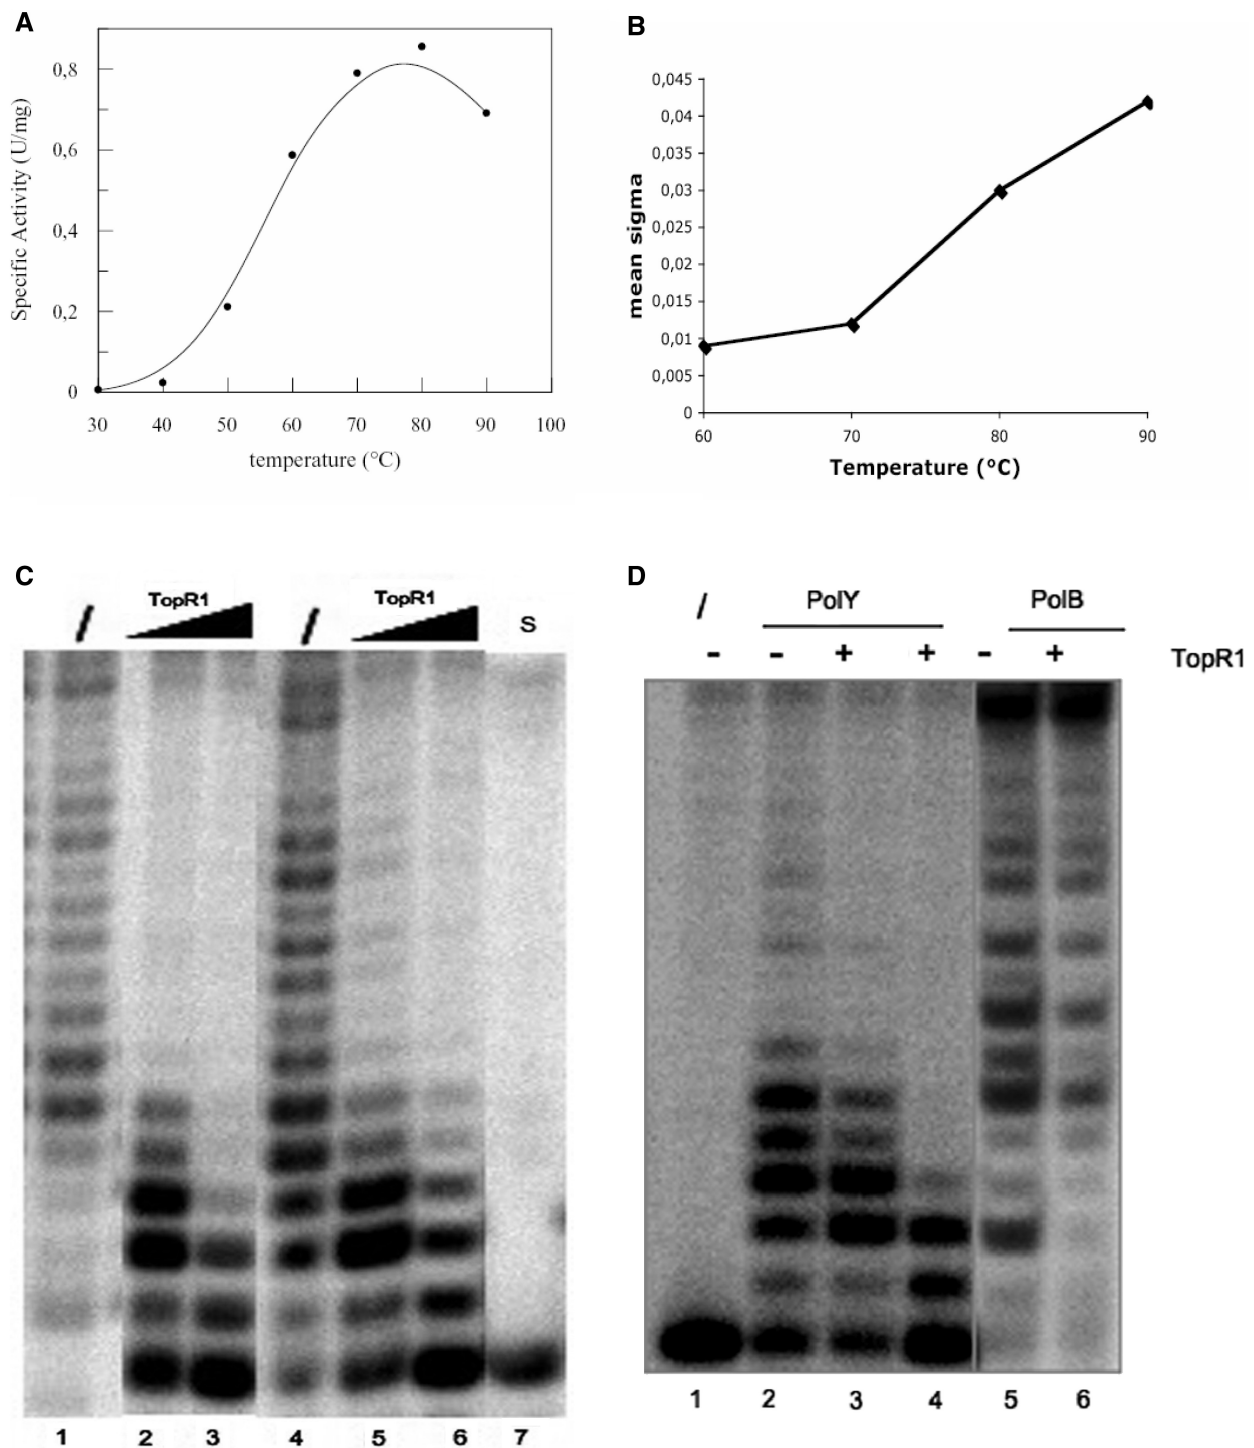 A
Specific Activity (U/mg)
0,8
0,6
0,4
0,2
0
30 40 50 60 70 80 90 100
temperature (°C)
B
mean sigma
0,045
0,04
0,035
0,03
0,025
0,02
0,015
0,01
0,005
0
60 70 80 90
Temperature (°C)
C
/ TopR1 / TopR1 S
1 2 3 4 5 6 7
D
/ PolY PolB
- - + + - + TopR1
1 2 3 4 5 6